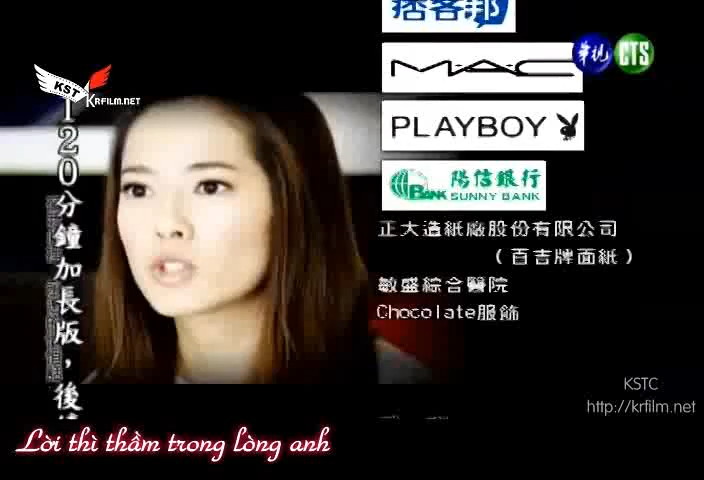 痞客邦
華視
CTS
MAC
KST
KRFILM.NET
PLAYBOY
120分鐘加長版，後
BANK 陽信銀行
SUNNY BANK
正大造紙廠股份有限公司
（百吉牌面紙）
敏盛綜合醫院
Chocolate服飾
KSTC
http://krfilm.net
Lời thì thầm trong lòng anh